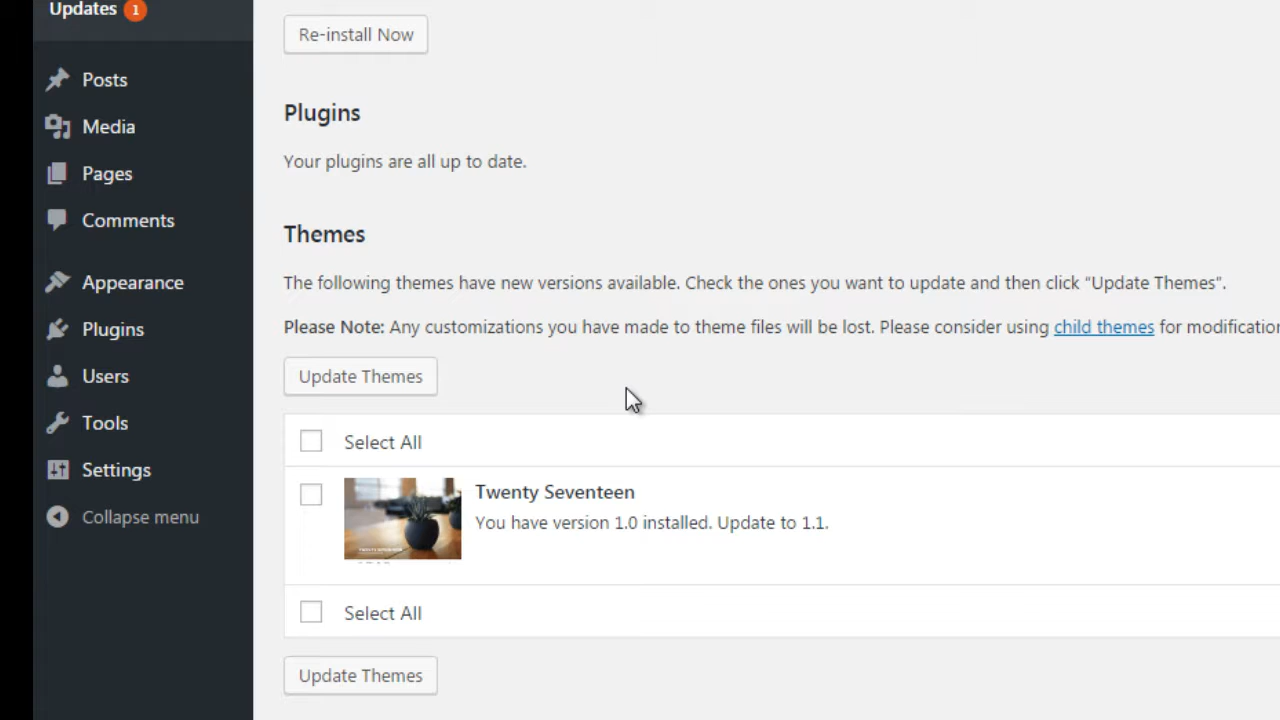 Updates 1
Re-install Now
Posts
Plugins
Media
Your plugins are all up to date.
Pages
Comments
Themes
Appearance
The following themes have new versions available. Check the ones you want to update and then click “Update Themes”.
Plugins
Please Note: Any customizations you have made to theme files will be lost. Please consider using child themes for
Users
Update Themes
Tools
Select All
Settings
Twenty Seventeen
Collapse menu
You have version 1.0 installed. Update to 1.1.
Select All
Update Themes